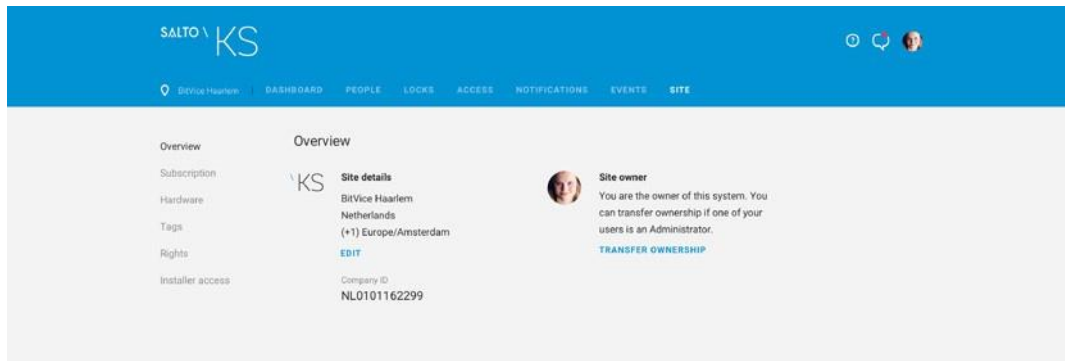 SALTO \ KS
BitVice Haarlem | DASHBOARD PEOPLE LOCKS ACCESS NOTIFICATIONS EVENTS SITE
Overview
Subscription
Hardware
Tags
Rights
Installer access
Overview
\KS
Site details
BitVice Haarlem
Netherlands
(+1) Europe/Amsterdam
EDIT
Company ID
NL0101162299
Site owner
You are the owner of this system. You
can transfer ownership if one of your
users is an Administrator.
TRANSFER OWNERSHIP